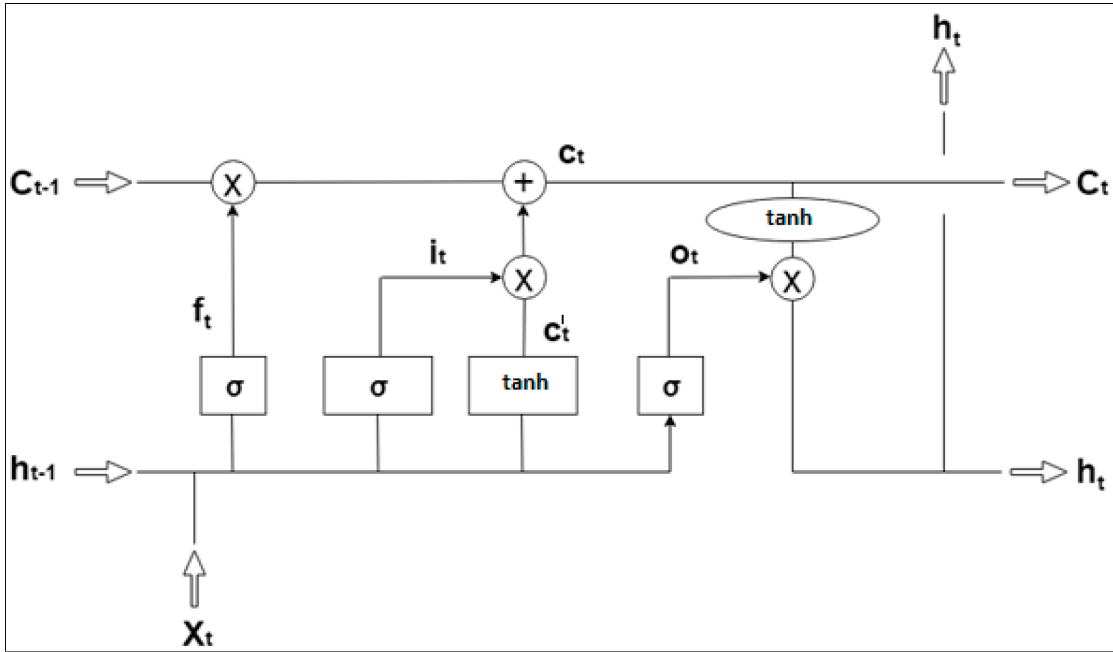 hₜ
Cₜ₋₁
X
+
cₜ
Cₜ
tanh
iₜ
X
oₜ
X
fₜ
c'ₜ
σ
σ
tanh
σ
hₜ₋₁
hₜ
Xₜ